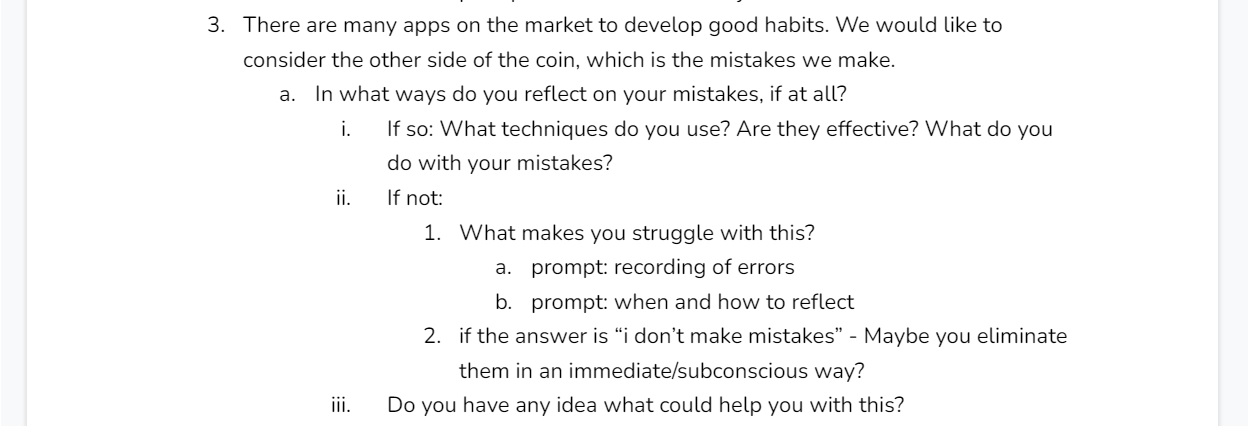 3. There are many apps on the market to develop good habits. We would like to
consider the other side of the coin, which is the mistakes we make.
a. In what ways do you reflect on your mistakes, if at all?
i. If so: What techniques do you use? Are they effective? What do you
do with your mistakes?
ii. If not:
1. What makes you struggle with this?
a. prompt: recording of errors
b. prompt: when and how to reflect
2. if the answer is “i don’t make mistakes” - Maybe you eliminate
them in an immediate/subconscious way?
iii. Do you have any idea what could help you with this?